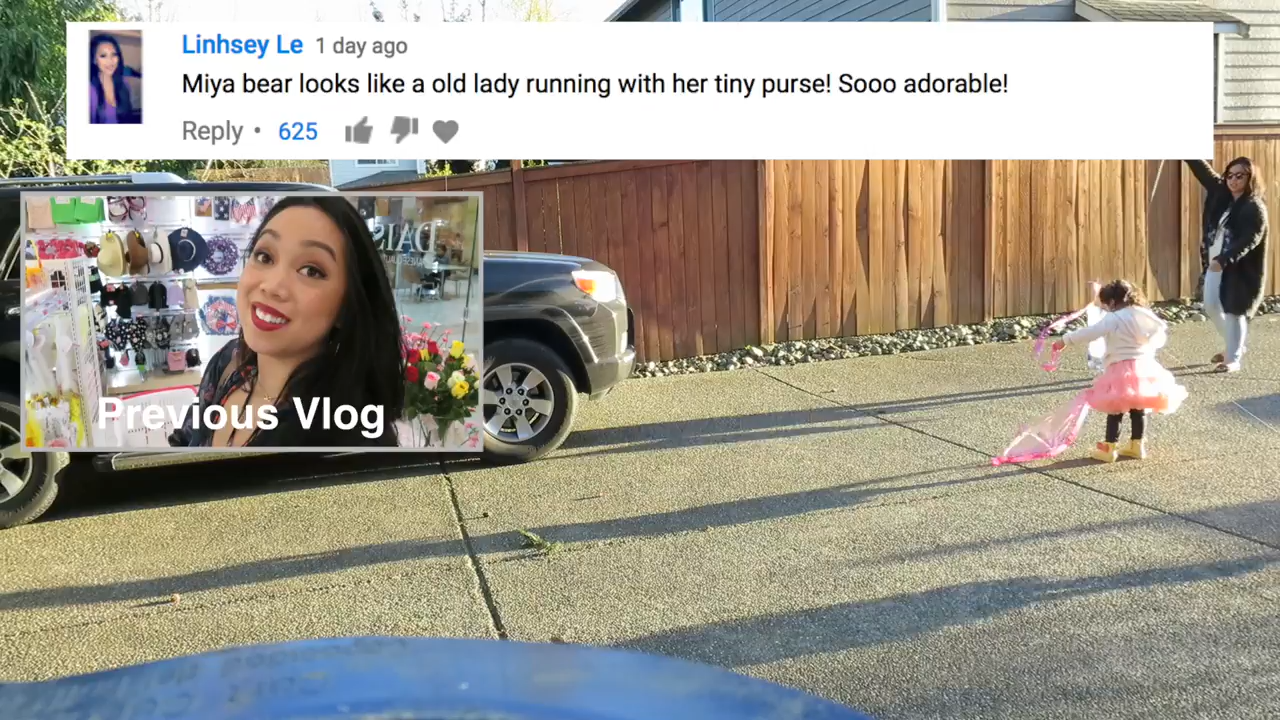 Linhsey Le 1 day ago
Miya bear looks like a old lady running with her tiny purse! Sooo adorable!
Reply • 625
DAIS
Previous Vlog